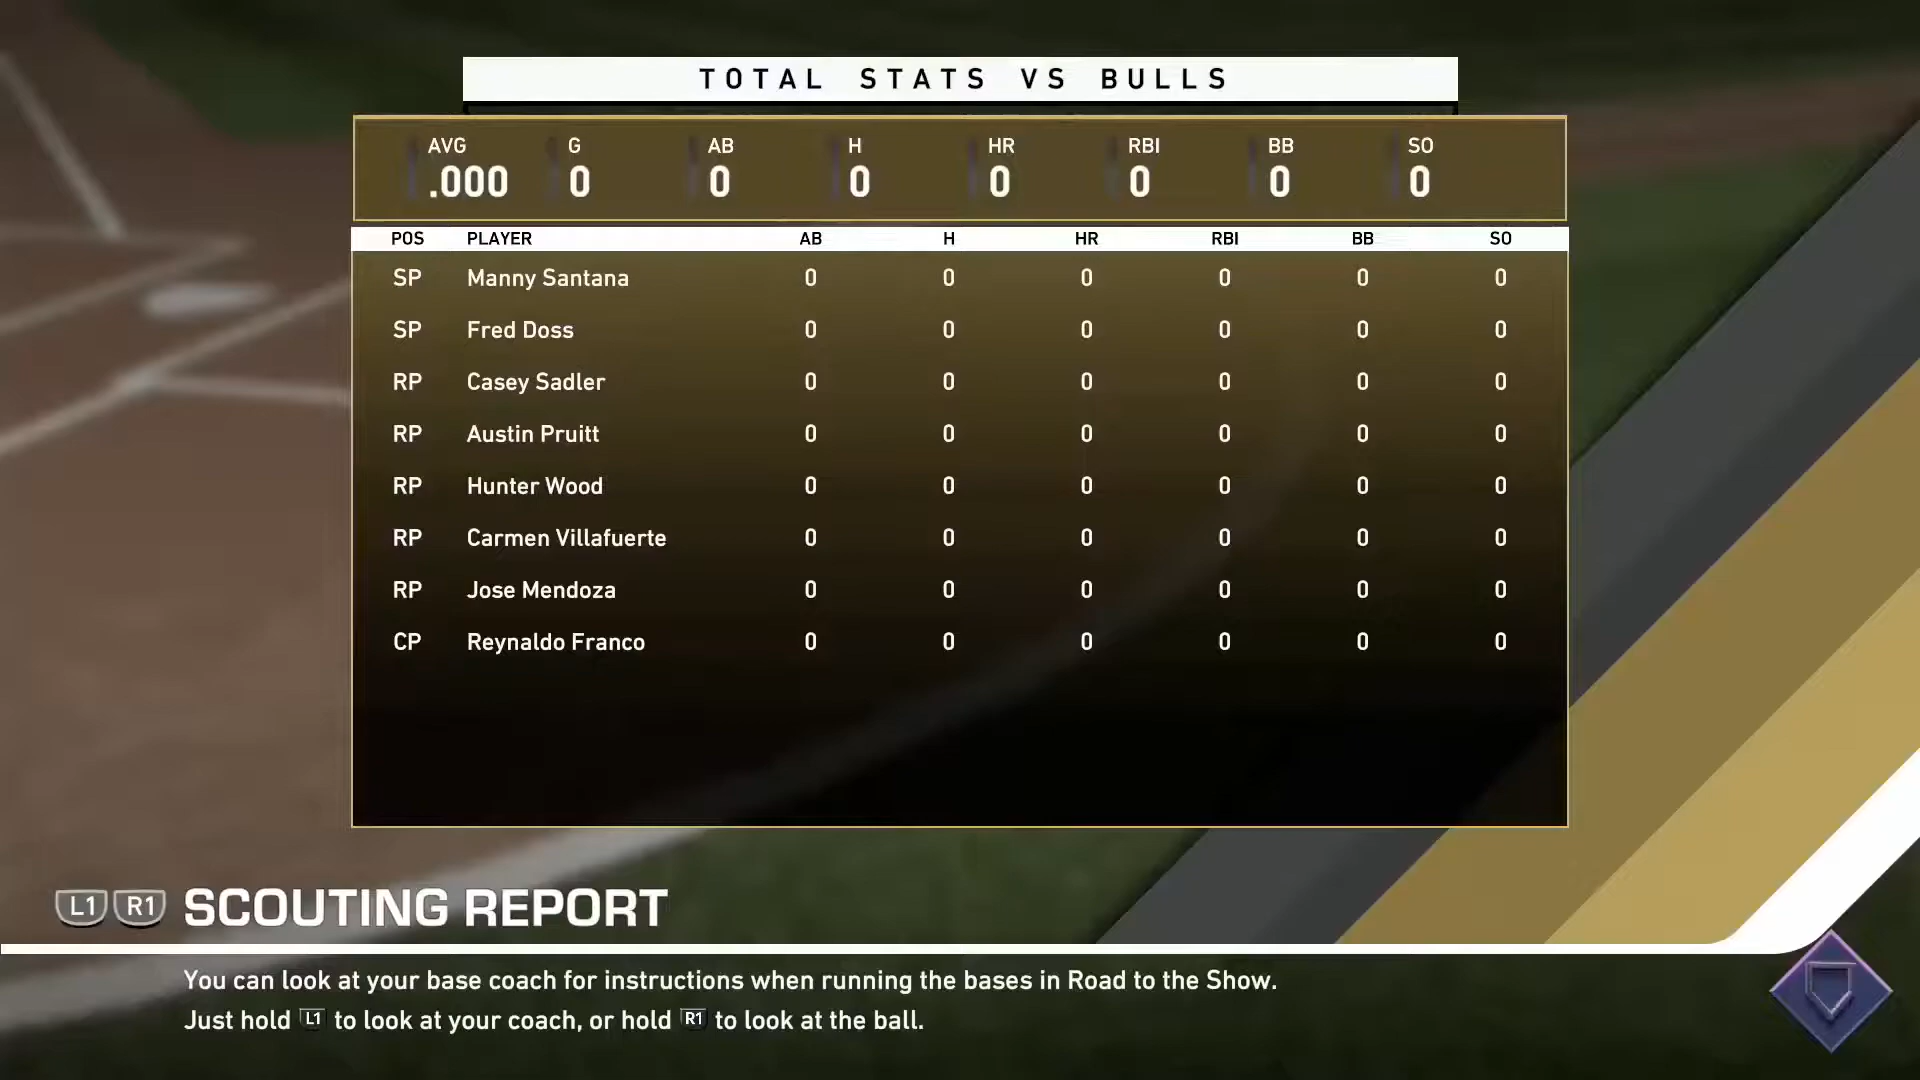 TOTAL STATS VS BULLS
AVG G AB H HR RBI BB SO
.000 0 0 0 0 0 0 0
POS PLAYER AB H HR RBI BB SO
SP Manny Santana 0 0 0 0 0 0
SP Fred Doss 0 0 0 0 0 0
RP Casey Sadler 0 0 0 0 0 0
RP Austin Pruitt 0 0 0 0 0 0
RP Hunter Wood 0 0 0 0 0 0
RP Carmen Villafuerte 0 0 0 0 0 0
RP Jose Mendoza 0 0 0 0 0 0
CP Reynaldo Franco 0 0 0 0 0 0
L1 R1 SCOUTING REPORT
You can look at your base coach for instructions when running the bases in Road to the Show.
Just hold L1 to look at your coach, or hold R1 to look at the ball.